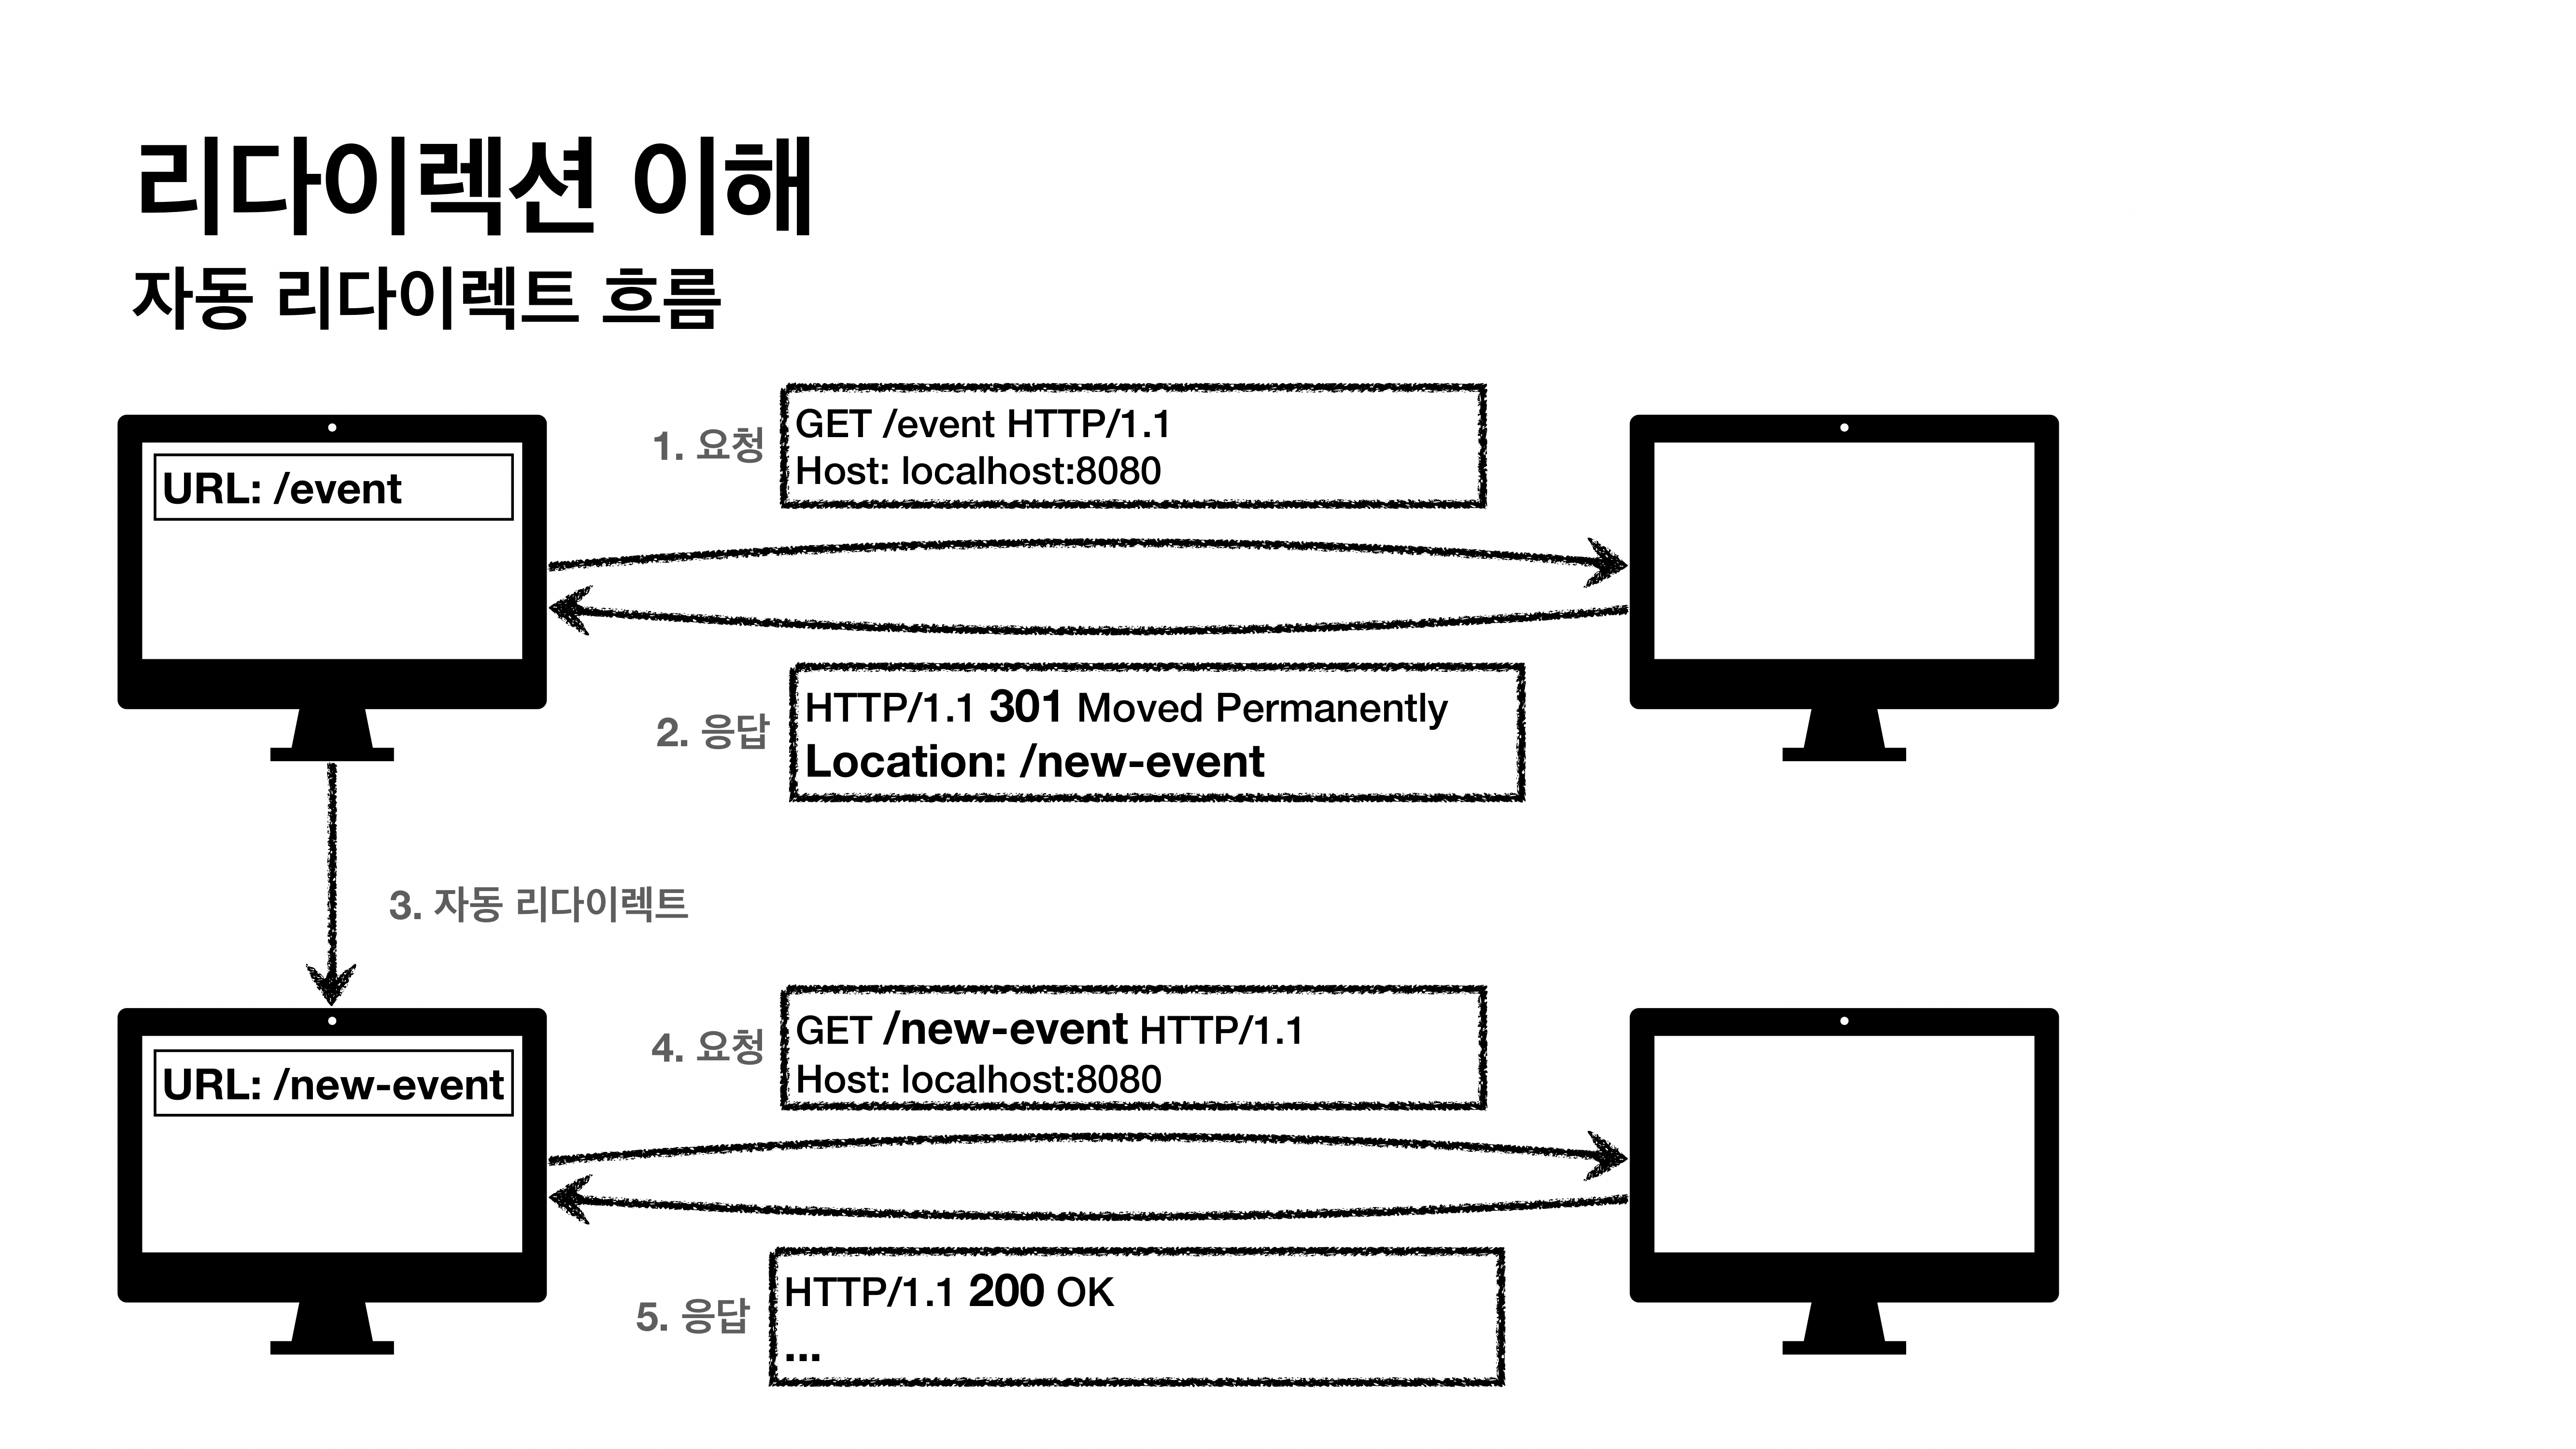 리다이렉션 이해
자동 리다이렉트 흐름
URL: /event
1. 요청
GET /event HTTP/1.1
Host: localhost:8080
2. 응답
HTTP/1.1 301 Moved Permanently
Location: /new-event
3. 자동 리다이렉트
URL: /new-event
4. 요청
GET /new-event HTTP/1.1
Host: localhost:8080
5. 응답
HTTP/1.1 200 OK
...